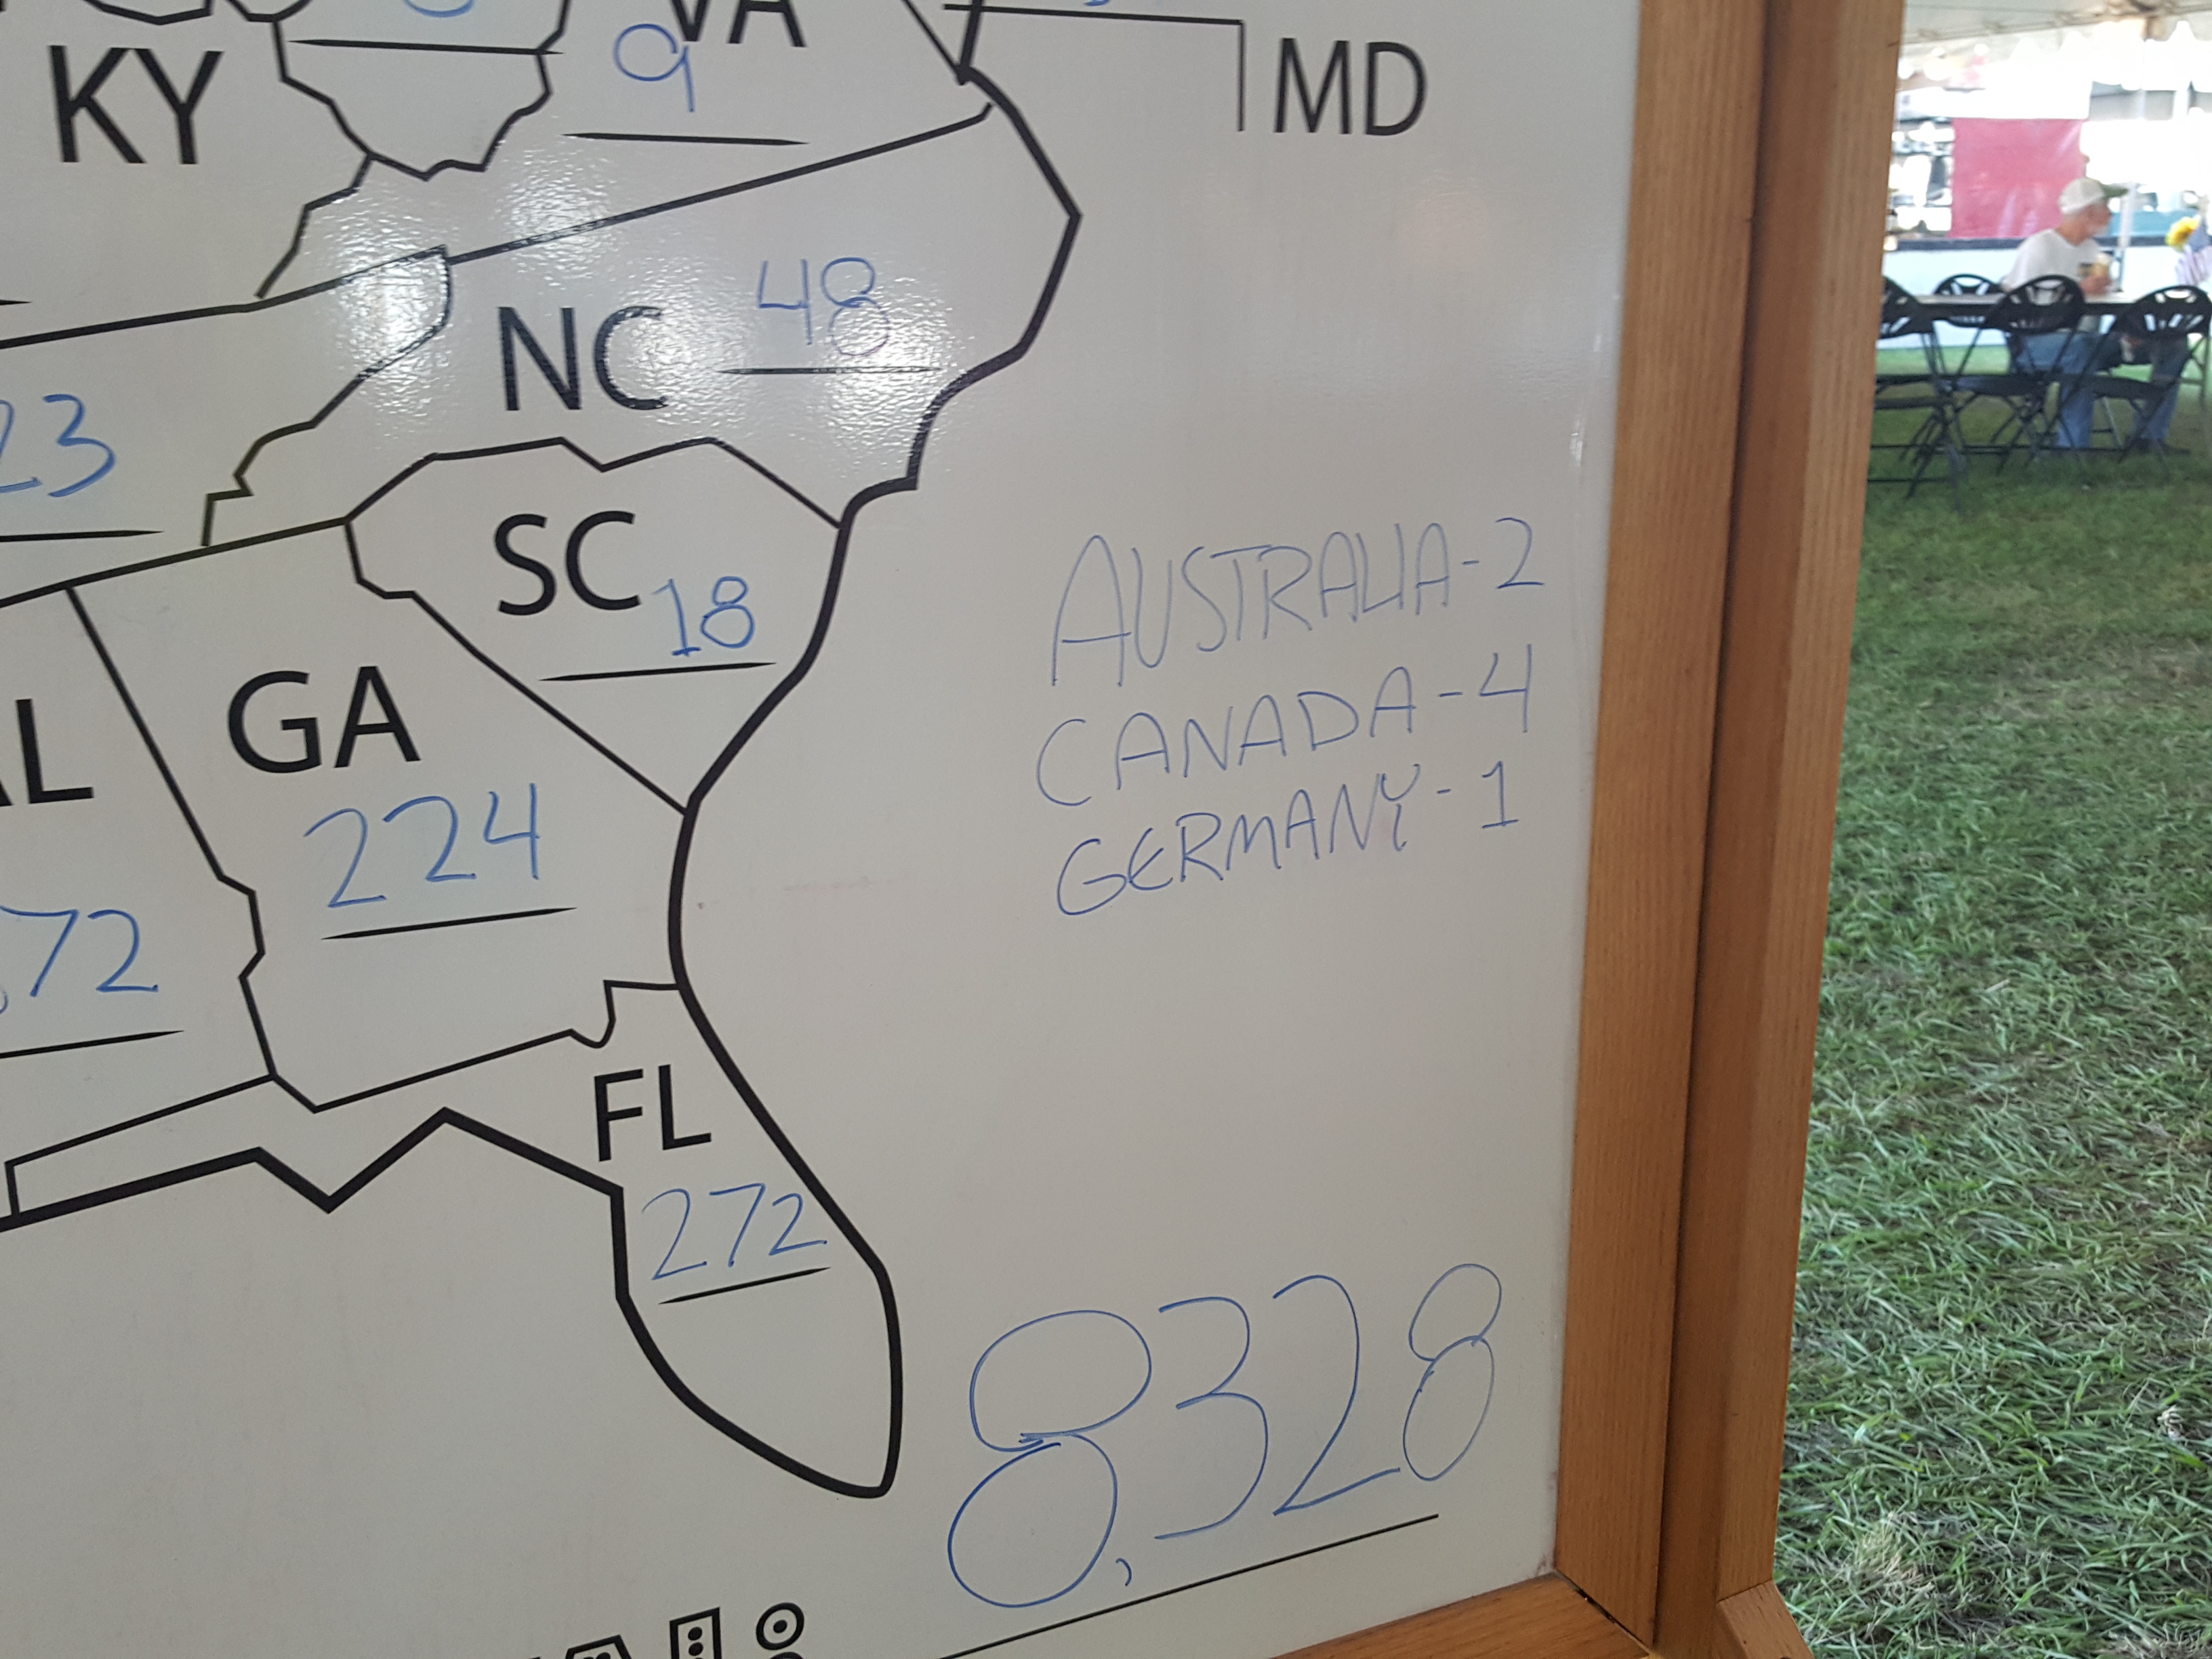 VA
9
KY
MD
48
NC
23
SC
18
AUSTRALIA-2
CANADA-4
GERMANY-1
GA
224
AL
,72
FL
272
8,328